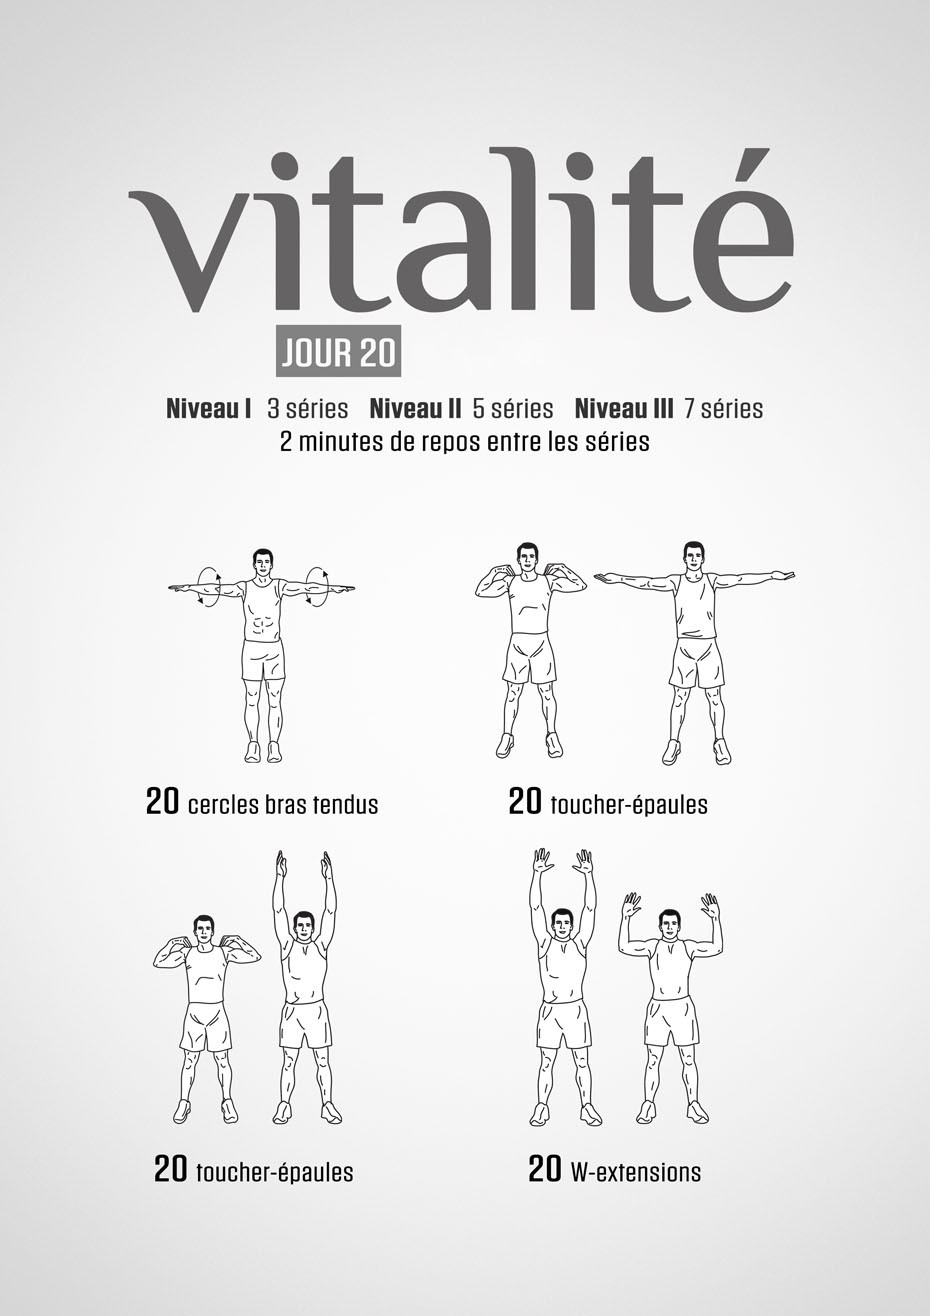 vitalité
JOUR 20
Niveau I 3 séries Niveau II 5 séries Niveau III 7 séries
2 minutes de repos entre les séries
20 cercles bras tendus
20 toucher-épaules
20 toucher-épaules
20 W-extensions